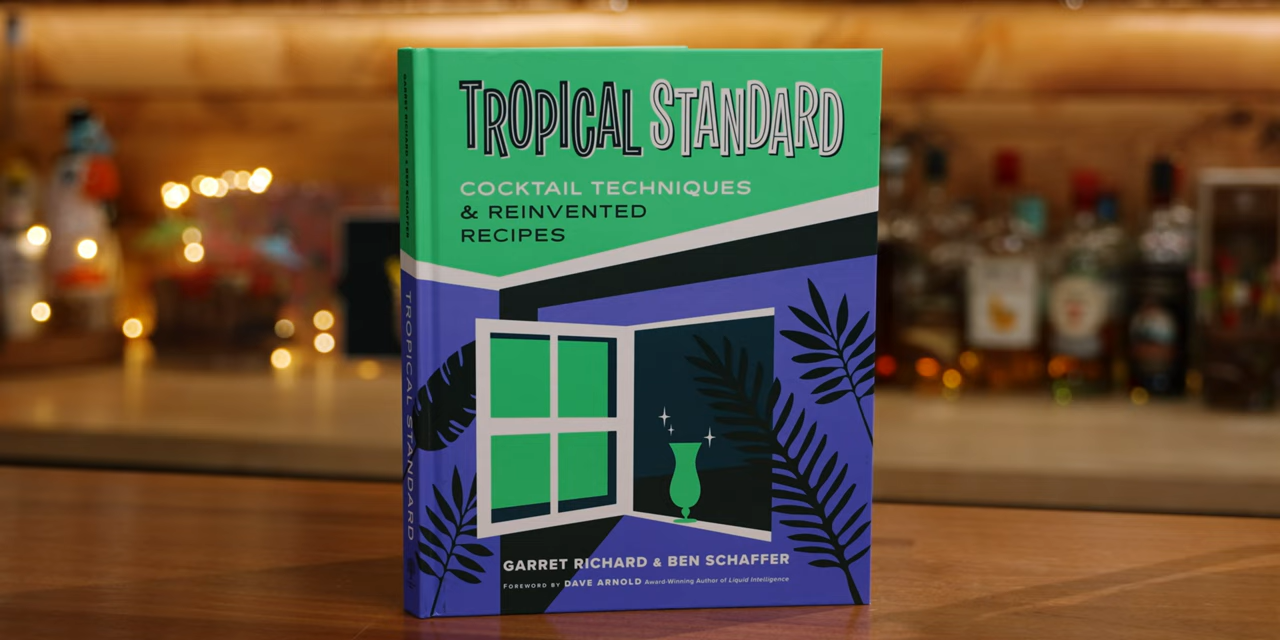 TROPICAL STANDARD
COCKTAIL TECHNIQUES
& REINVENTED
RECIPES
GARRET RICHARD & BEN SCHAFFER
FOREWORD BY DAVE ARNOLD Award-Winning Author of Liquid Intelligence
GARRET RICHARD & BEN SCHAFFER
TROPICAL STANDARD